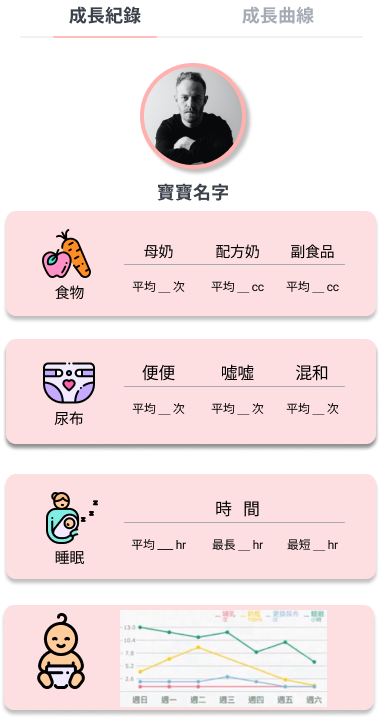 成長紀錄 成長曲線
寶寶名字
食物
母奶 配方奶 副食品
平均 __ 次 平均 __ cc 平均 __ cc
尿布
便便 噓噓 混和
平均 __ 次 平均 __ 次 平均 __ 次
睡眠
時 間
平均 __ hr 最長 __ hr 最短 __ hr
13.0
10.4
7.8
5.2
2.6
週日 週一 週二 週三 週四 週五 週六